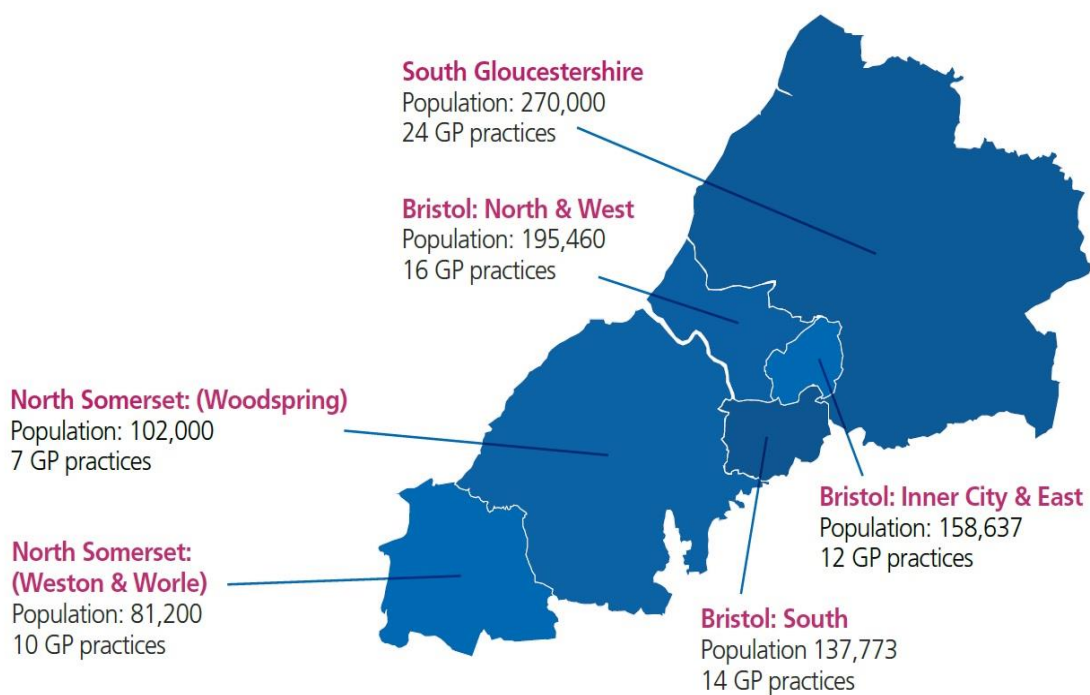 South Gloucestershire
Population: 270,000
24 GP practices
Bristol: North & West
Population: 195,460
16 GP practices
North Somerset: (Woodspring)
Population: 102,000
7 GP practices
Bristol: Inner City & East
Population: 158,637
12 GP practices
North Somerset:
(Weston & Worle)
Population: 81,200
10 GP practices
Bristol: South
Population 137,773
14 GP practices